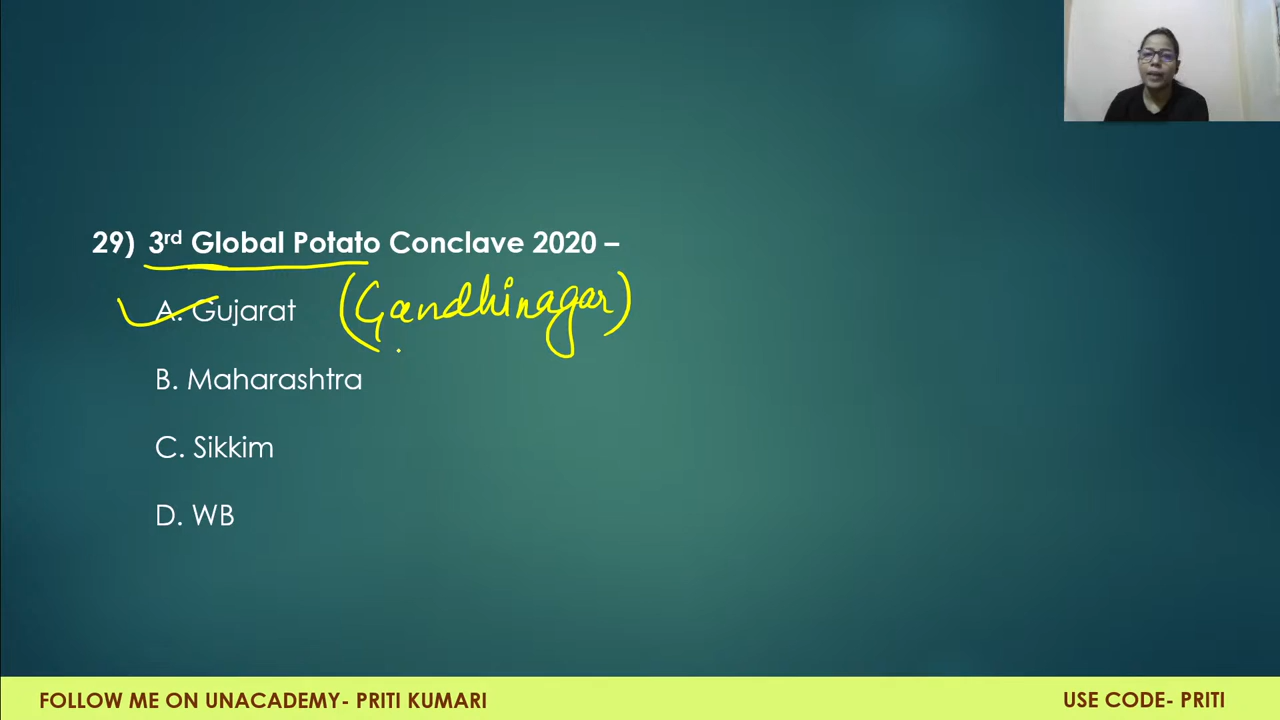 29) 3rd Global Potato Conclave 2020 –
A. Gujarat (Gandhinagar)
B. Maharashtra
C. Sikkim
D. WB
FOLLOW ME ON UNACADEMY- PRITI KUMARI USE CODE- PRITI